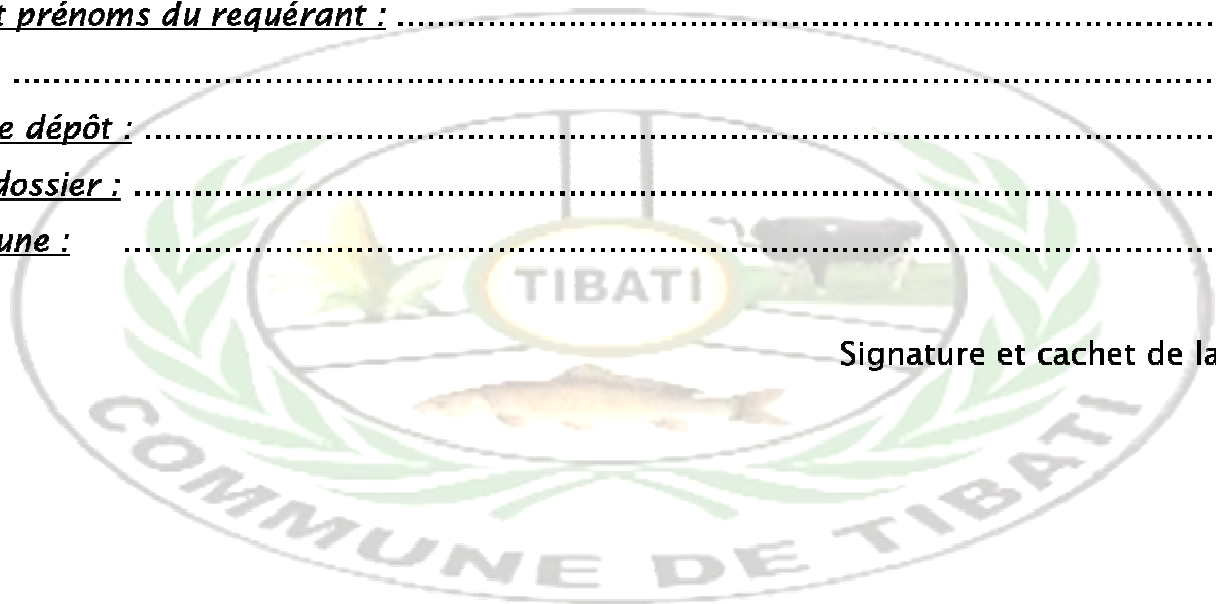 t prénoms du requérant : ................................................................
................................................................
e dépôt : ................................................................
dossier : ................................................................
une : ................................................................
TIBATI
Signature et cachet de la
COMMUNE DE TIBATI